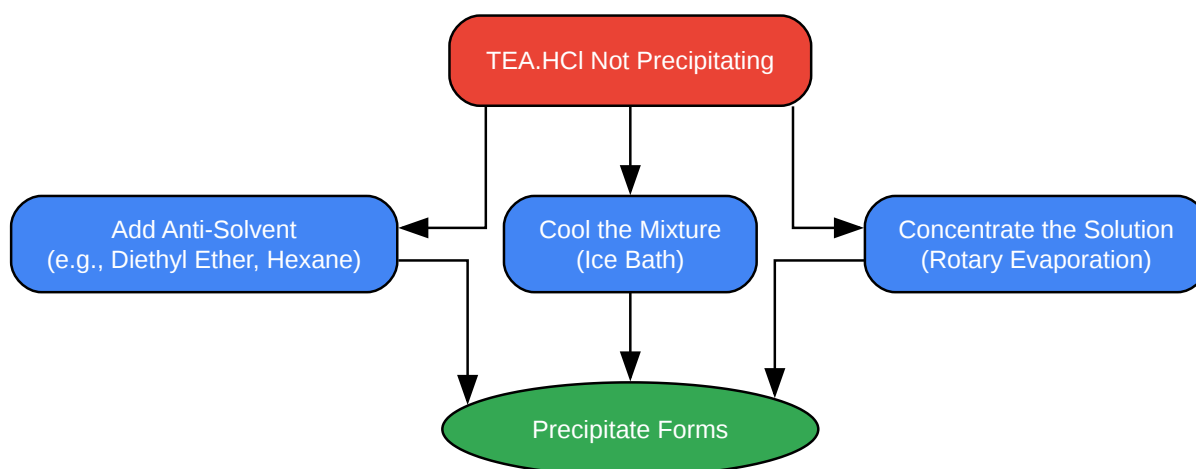 TEA.HCl Not Precipitating
Add Anti-Solvent
(e.g., Diethyl Ether, Hexane)
Cool the Mixture
(Ice Bath)
Concentrate the Solution
(Rotary Evaporation)
Precipitate Forms